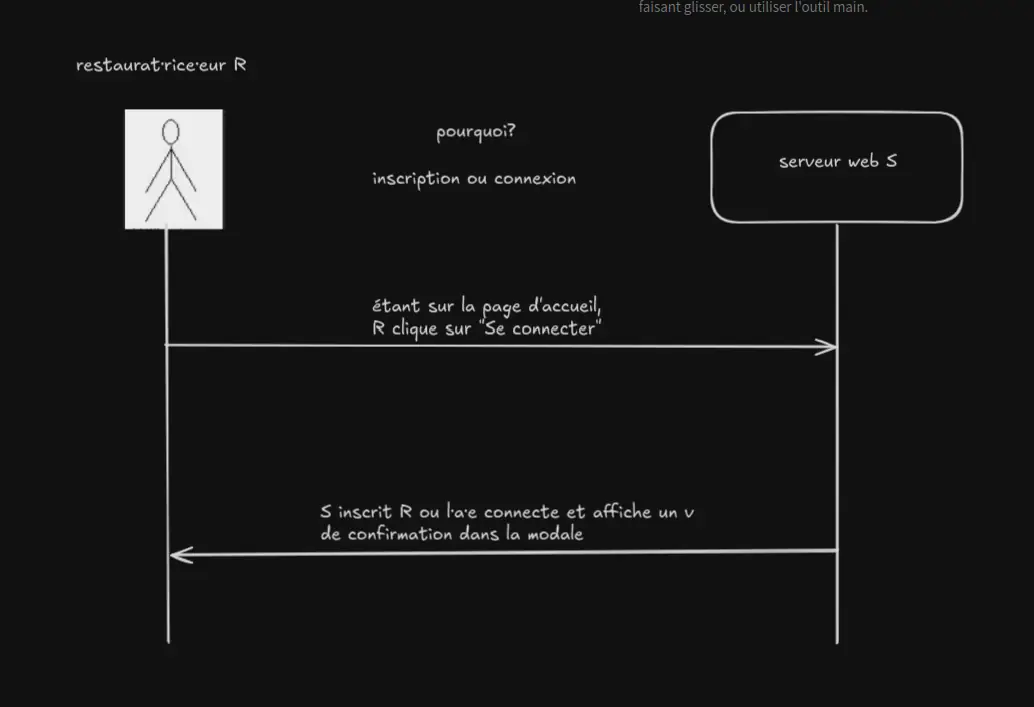 faisant glisser, ou utiliser l'outil main.
restaurat·rice·eur R
pourquoi?
inscription ou connexion
serveur web S
étant sur la page d'accueil,
R clique sur "Se connecter"
S inscrit R ou l·a·e connecte et affiche un v
de confirmation dans la modale